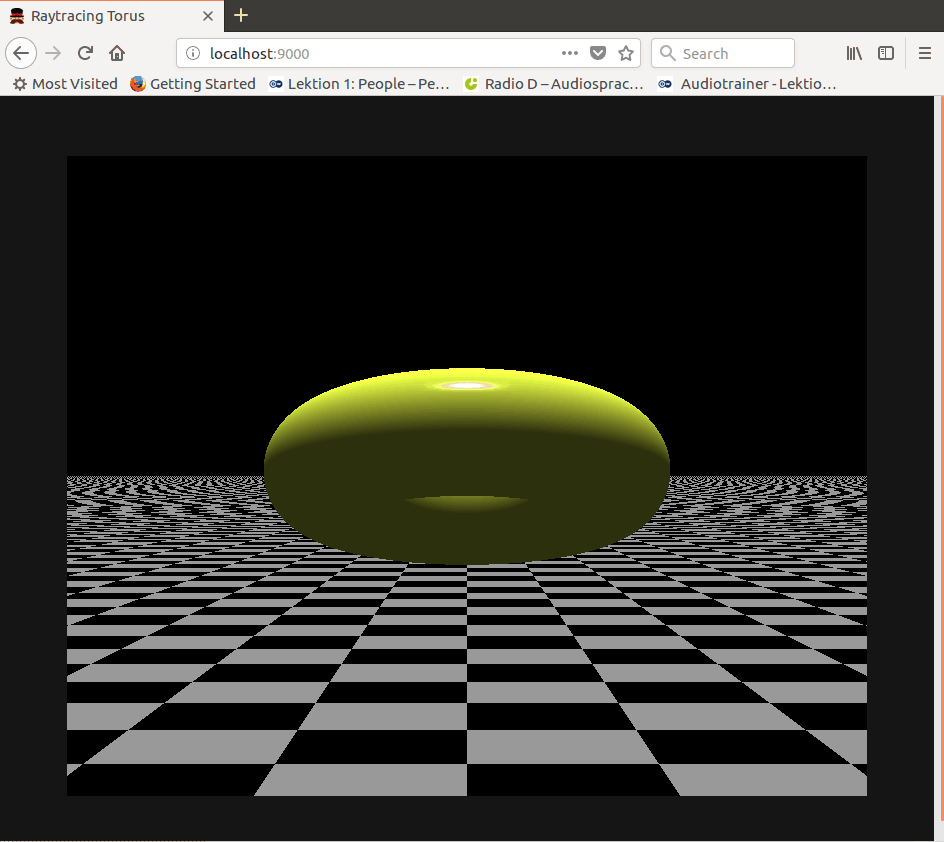 Raytracing Torus
localhost:9000
Search
Most Visited Getting Started Lektion 1: People – Pe... Radio D – Audiosprac... Audiotrainer - Lektio...